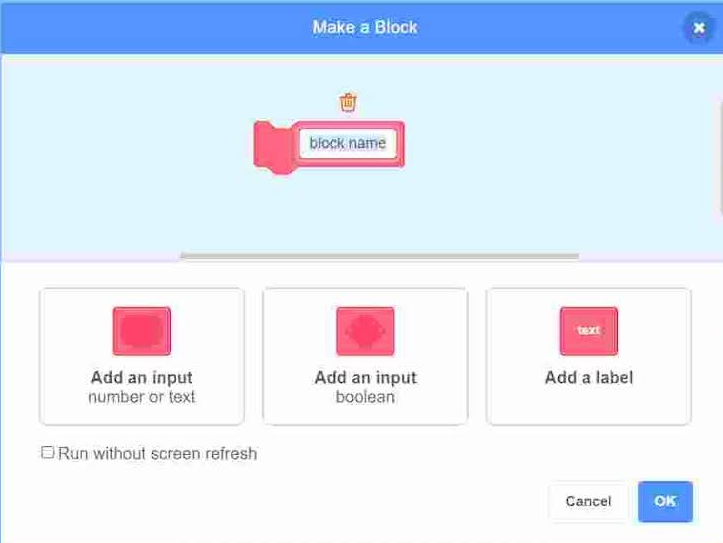 Make a Block
block name
text
Add an input
number or text
Add an input
boolean
Add a label
Run without screen refresh
Cancel
OK